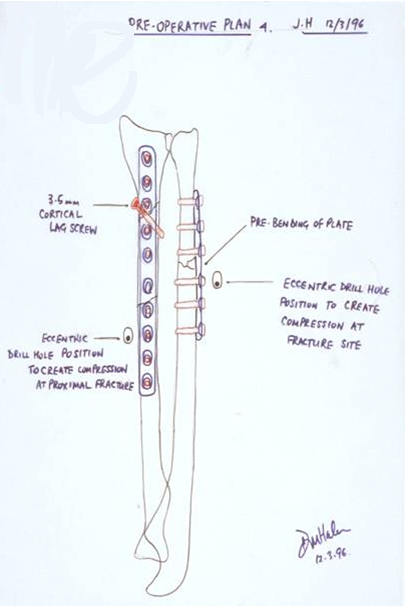 PRE-OPERATIVE PLAN 4. J.H 12/3/96
3.5mm
CORTICAL
LAG SCREW
PRE-BENDING OF PLATE
ECCENTRIC DRILL HOLE
POSITION TO CREATE
COMPRESSION AT
FRACTURE SITE
ECCENTRIC
DRILL HOLE POSITION
TO CREATE COMPRESSION
AT PROXIMAL FRACTURE
12.3.96.